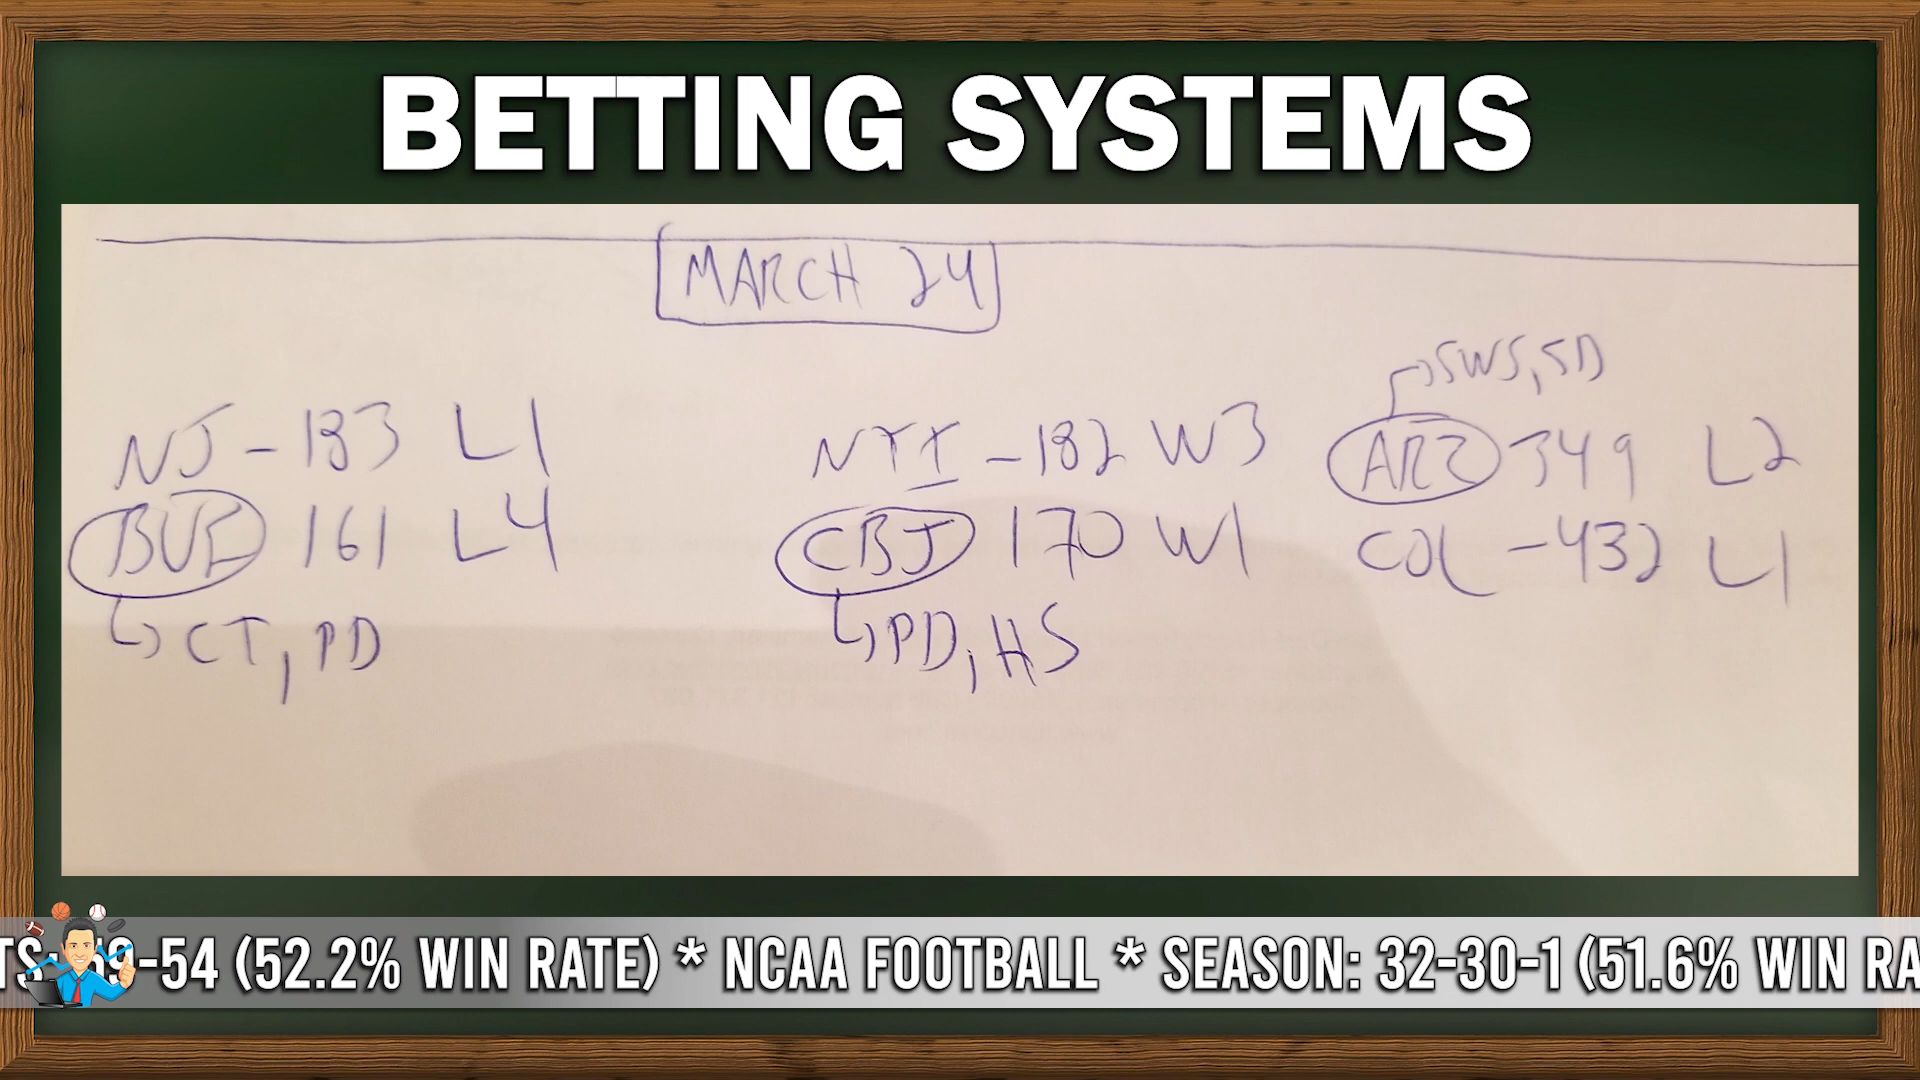 BETTING SYSTEMS
MARCH 24
NJ -183 L1
BUF 161 L4
CT, PD
NYI -182 W3
CBJ 170 W1
PD, HS
SWS, SD
ARZ 349 L2
COL -432 L1
-54 (52.2% WIN RATE) * NCAA FOOTBALL * SEASON: 32-30-1 (51.6% WIN RA